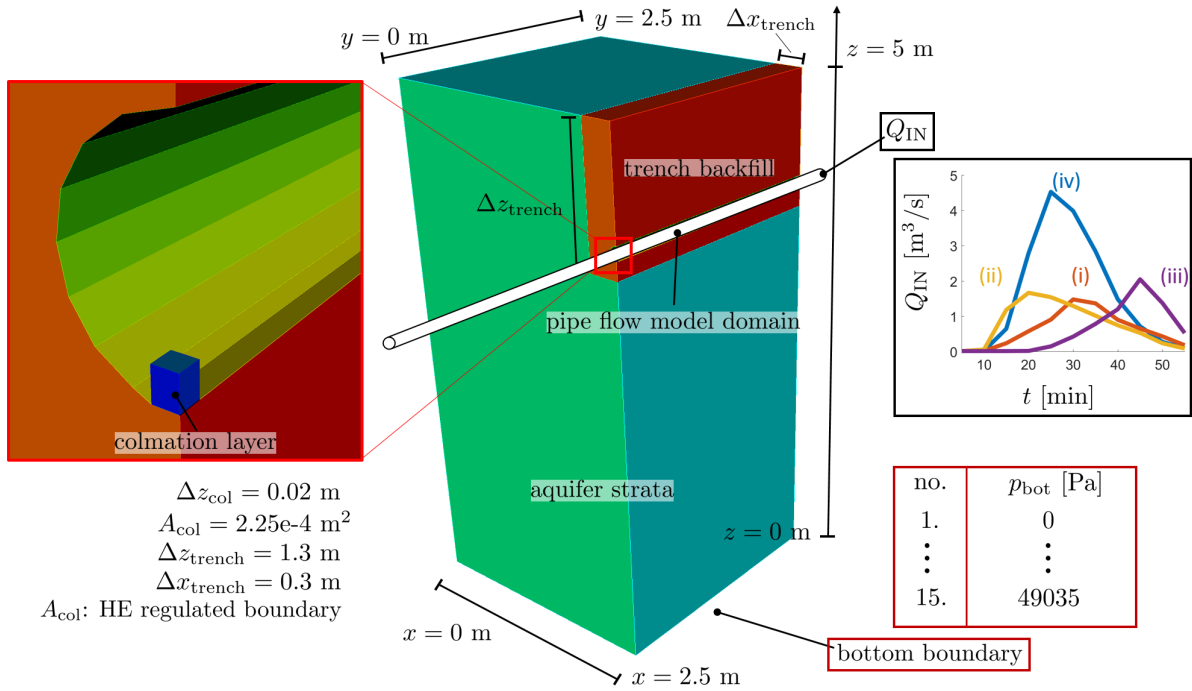 y = 0 m
y = 2.5 m
Δx_trench
z = 5 m
Q_IN
trench backfill
Δz_trench
pipe flow model domain
colmation layer
Δz_col = 0.02 m
A_col = 2.25e-4 m²
Δz_trench = 1.3 m
Δx_trench = 0.3 m
A_col: HE regulated boundary
aquifer strata
z = 0 m
x = 0 m
x = 2.5 m
bottom boundary
Q_IN [m³/s]
5
4
3
2
1
0
(iv)
(ii)
(i)
(iii)
10 20 30 40 50
t [min]
no. p_bot [Pa]
1. 0
⋮ ⋮
15. 49035